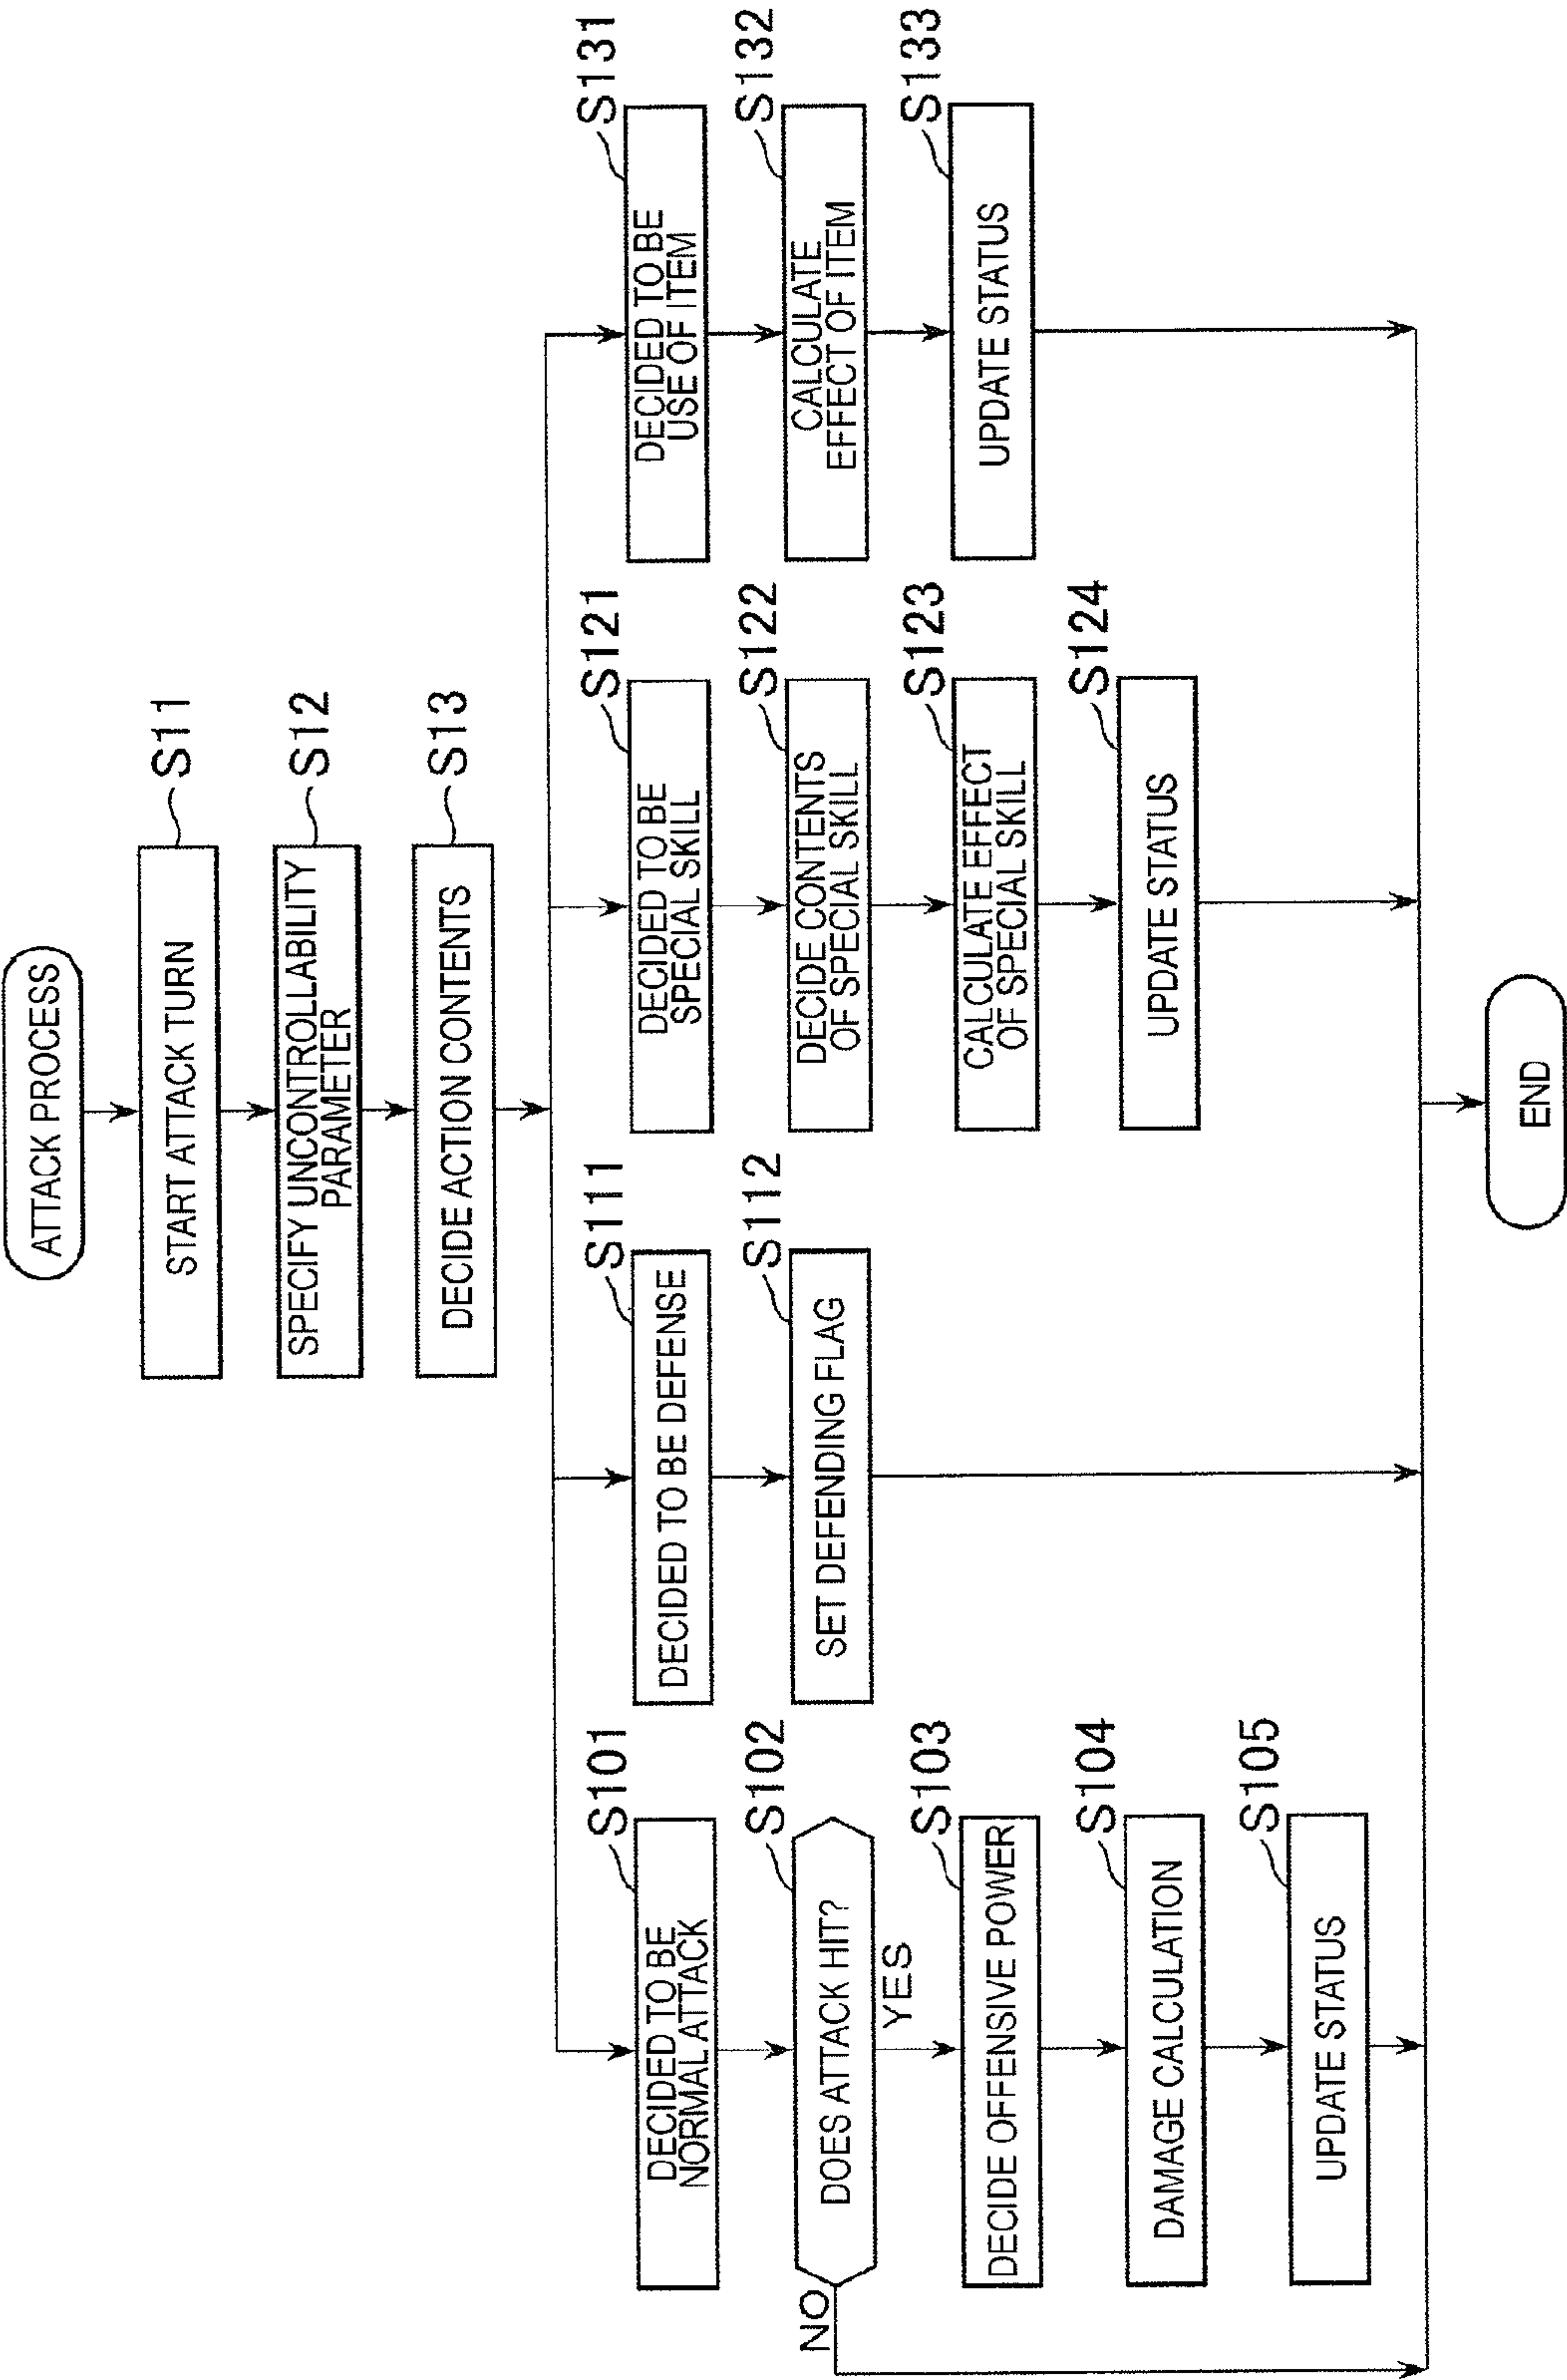 ATTACK PROCESS
START ATTACK TURN
S11
SPECIFY UNCONTROLLABILITY
PARAMETER
S12
DECIDE ACTION CONTENTS
S13
DECIDED TO BE
NORMAL ATTACK
S101
DOES ATTACK HIT?
S102
NO
YES
DECIDE OFFENSIVE POWER
S103
DAMAGE CALCULATION
S104
UPDATE STATUS
S105
DECIDED TO BE DEFENSE
S111
SET DEFENDING FLAG
S112
DECIDED TO BE
SPECIAL SKILL
S121
DECIDE CONTENTS
OF SPECIAL SKILL
S122
CALCULATE EFFECT
OF SPECIAL SKILL
S123
UPDATE STATUS
S124
DECIDED TO BE
USE OF ITEM
S131
CALCULATE
EFFECT OF ITEM
S132
UPDATE STATUS
S133
END